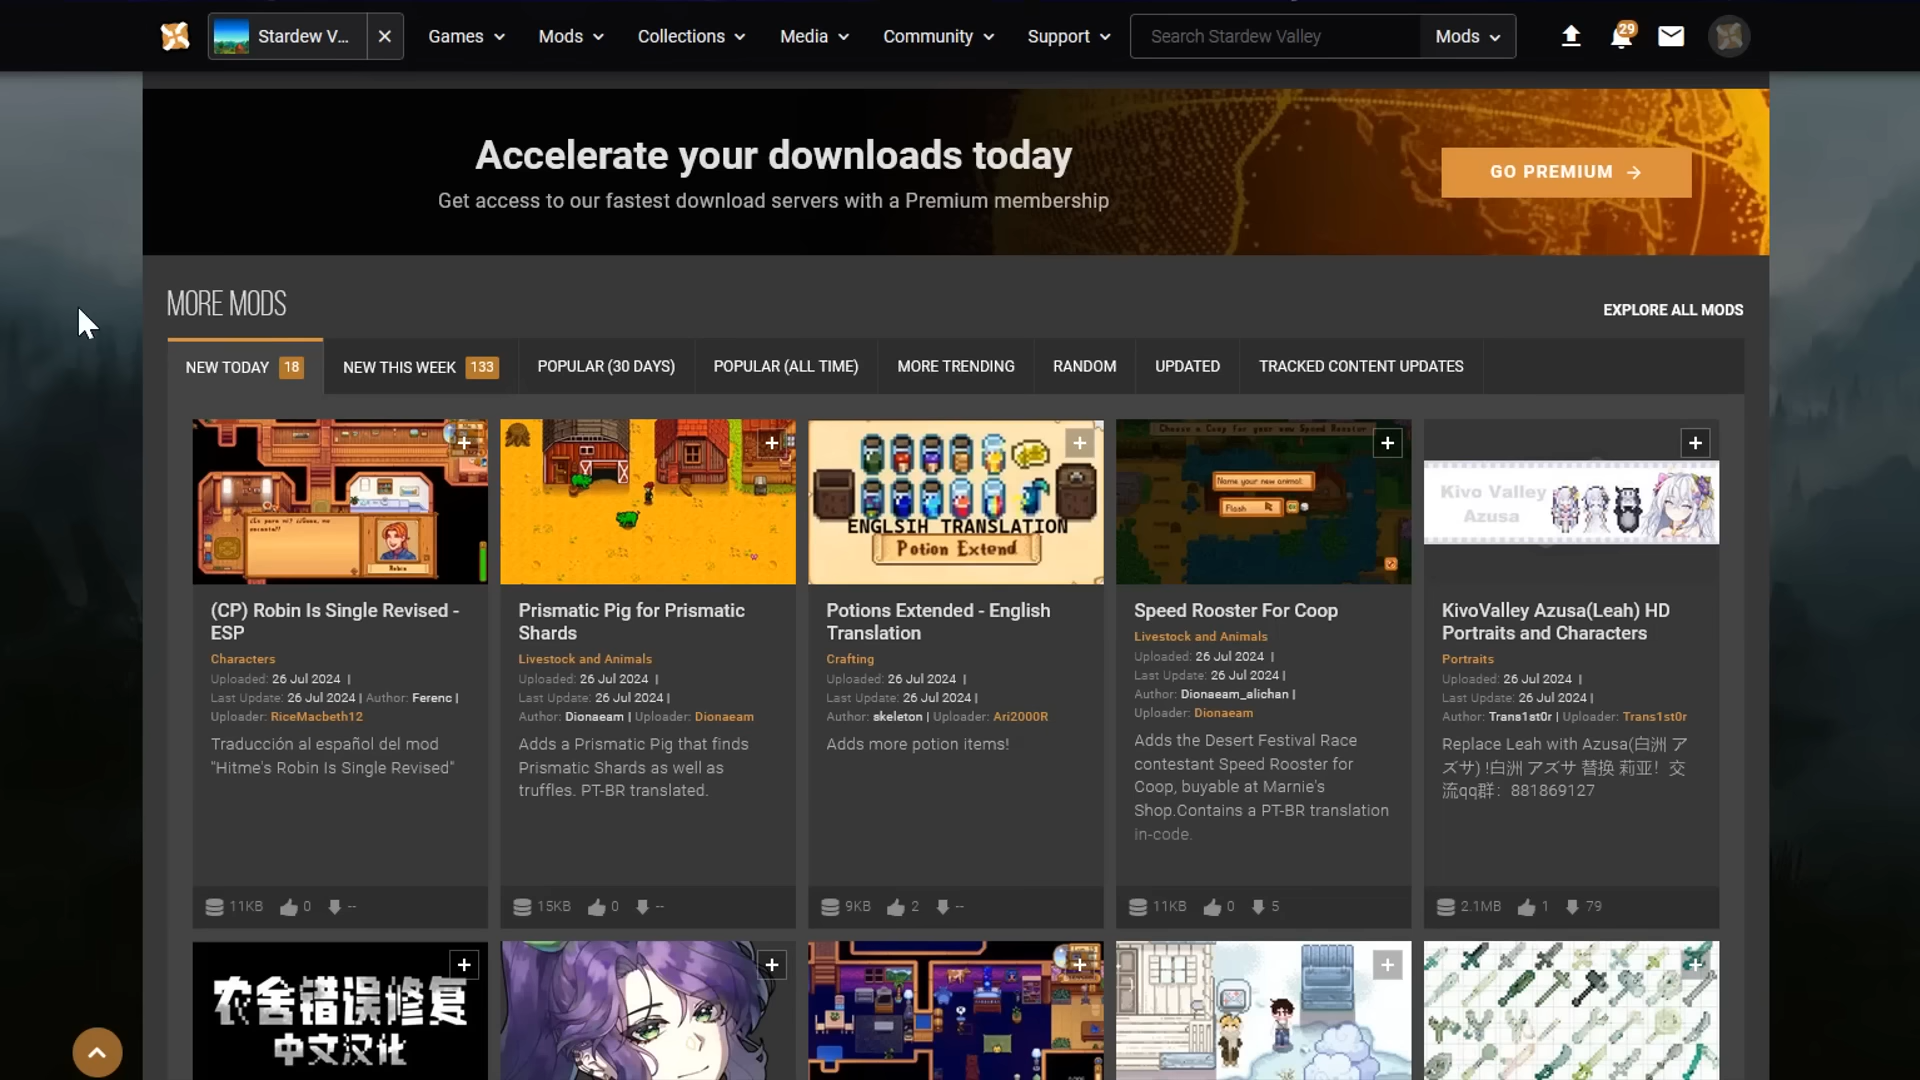 Stardew V...
Games
Mods
Collections
Media
Community
Support
Search Stardew Valley
Mods
29
Accelerate your downloads today
Get access to our fastest download servers with a Premium membership
GO PREMIUM
MORE MODS
EXPLORE ALL MODS
NEW TODAY 18
NEW THIS WEEK 133
POPULAR (30 DAYS)
POPULAR (ALL TIME)
MORE TRENDING
RANDOM
UPDATED
TRACKED CONTENT UPDATES
Robin
(CP) Robin Is Single Revised -
ESP
Characters
Uploaded: 26 Jul 2024 |
Last Update: 26 Jul 2024 | Author: Ferenc |
Uploader: RiceMacbeth12
Traducción al español del mod
"Hitme's Robin Is Single Revised"
11KB 0 --
Prismatic Pig for Prismatic
Shards
Livestock and Animals
Uploaded: 26 Jul 2024 |
Last Update: 26 Jul 2024 |
Author: Dionaeam | Uploader: Dionaeam
Adds a Prismatic Pig that finds
Prismatic Shards as well as
truffles. PT-BR translated.
15KB 0 --
ENGLSIH TRANSLATION
Potion Extend
Potions Extended - English
Translation
Crafting
Uploaded: 26 Jul 2024 |
Last Update: 26 Jul 2024 |
Author: skeleton | Uploader: Ari2000R
Adds more potion items!
9KB 2 --
Choose a Coop for your new Speed Rooster
Name your new animal:
Flash
Speed Rooster For Coop
Livestock and Animals
Uploaded: 26 Jul 2024 |
Last Update: 26 Jul 2024 |
Author: Dionaeam_alichan |
Uploader: Dionaeam
Adds the Desert Festival Race
contestant Speed Rooster for
Coop, buyable at Marnie's
Shop.Contains a PT-BR translation
in-code.
11KB 0 5
Kivo Valley
Azusa
KivoValley Azusa(Leah) HD
Portraits and Characters
Portraits
Uploaded: 26 Jul 2024 |
Last Update: 26 Jul 2024 |
Author: Trans1st0r | Uploader: Trans1st0r
Replace Leah with Azusa(白洲 ア
ズサ) !白洲 アズサ 替换 莉亚！交
流qq群：881869127
2.1MB 1 79
农舍错误修复
中文汉化